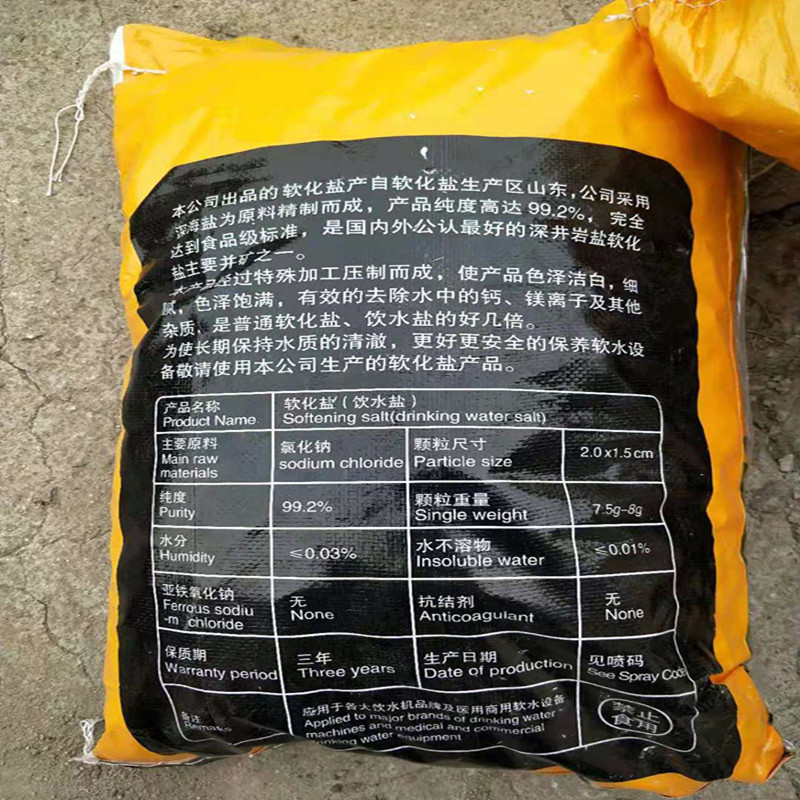 本公司出品的软化盐产自软化盐生产区山东,公司采用
深海盐为原料精制而成，产品纯度高达 99.2%，完全
达到食品级标准，是国内外公认最好的深井岩盐软化
盐主要井矿之一。
本产品经过特殊加工压制而成，使产品色泽洁白，细
腻，色泽饱满，有效的去除水中的钙、镁离子及其他
杂质，是普通软化盐、饮水盐的好几倍。
为使长期保持水质的清澈，更好更安全的保养软水设
备敬请使用本公司生产的软化盐产品。
产品名称 软化盐（饮水盐）
Product Name Softening salt(drinking water salt)
主要原料 氯化钠 颗粒尺寸 2.0x1.5cm
Main raw sodium chloride Particle size
materials
纯度 99.2% 颗粒重量 7.5g-8g
Purity Single weight
水分 ≤0.03% 水不溶物 ≤0.01%
Humidity Insoluble water
亚铁氧化钠 无 抗结剂 无
Ferrous sodiu None Anticoagulant None
-m chloride
保质期 三年 生产日期 见喷码
Warranty period Three years Date of production See Spray Code
备注 应用于各大饮水机品牌及医用商用软水设备
Remarks Applied to major brands of drinking water
machines and medical and commercial
drinking water equipment
禁止
食用